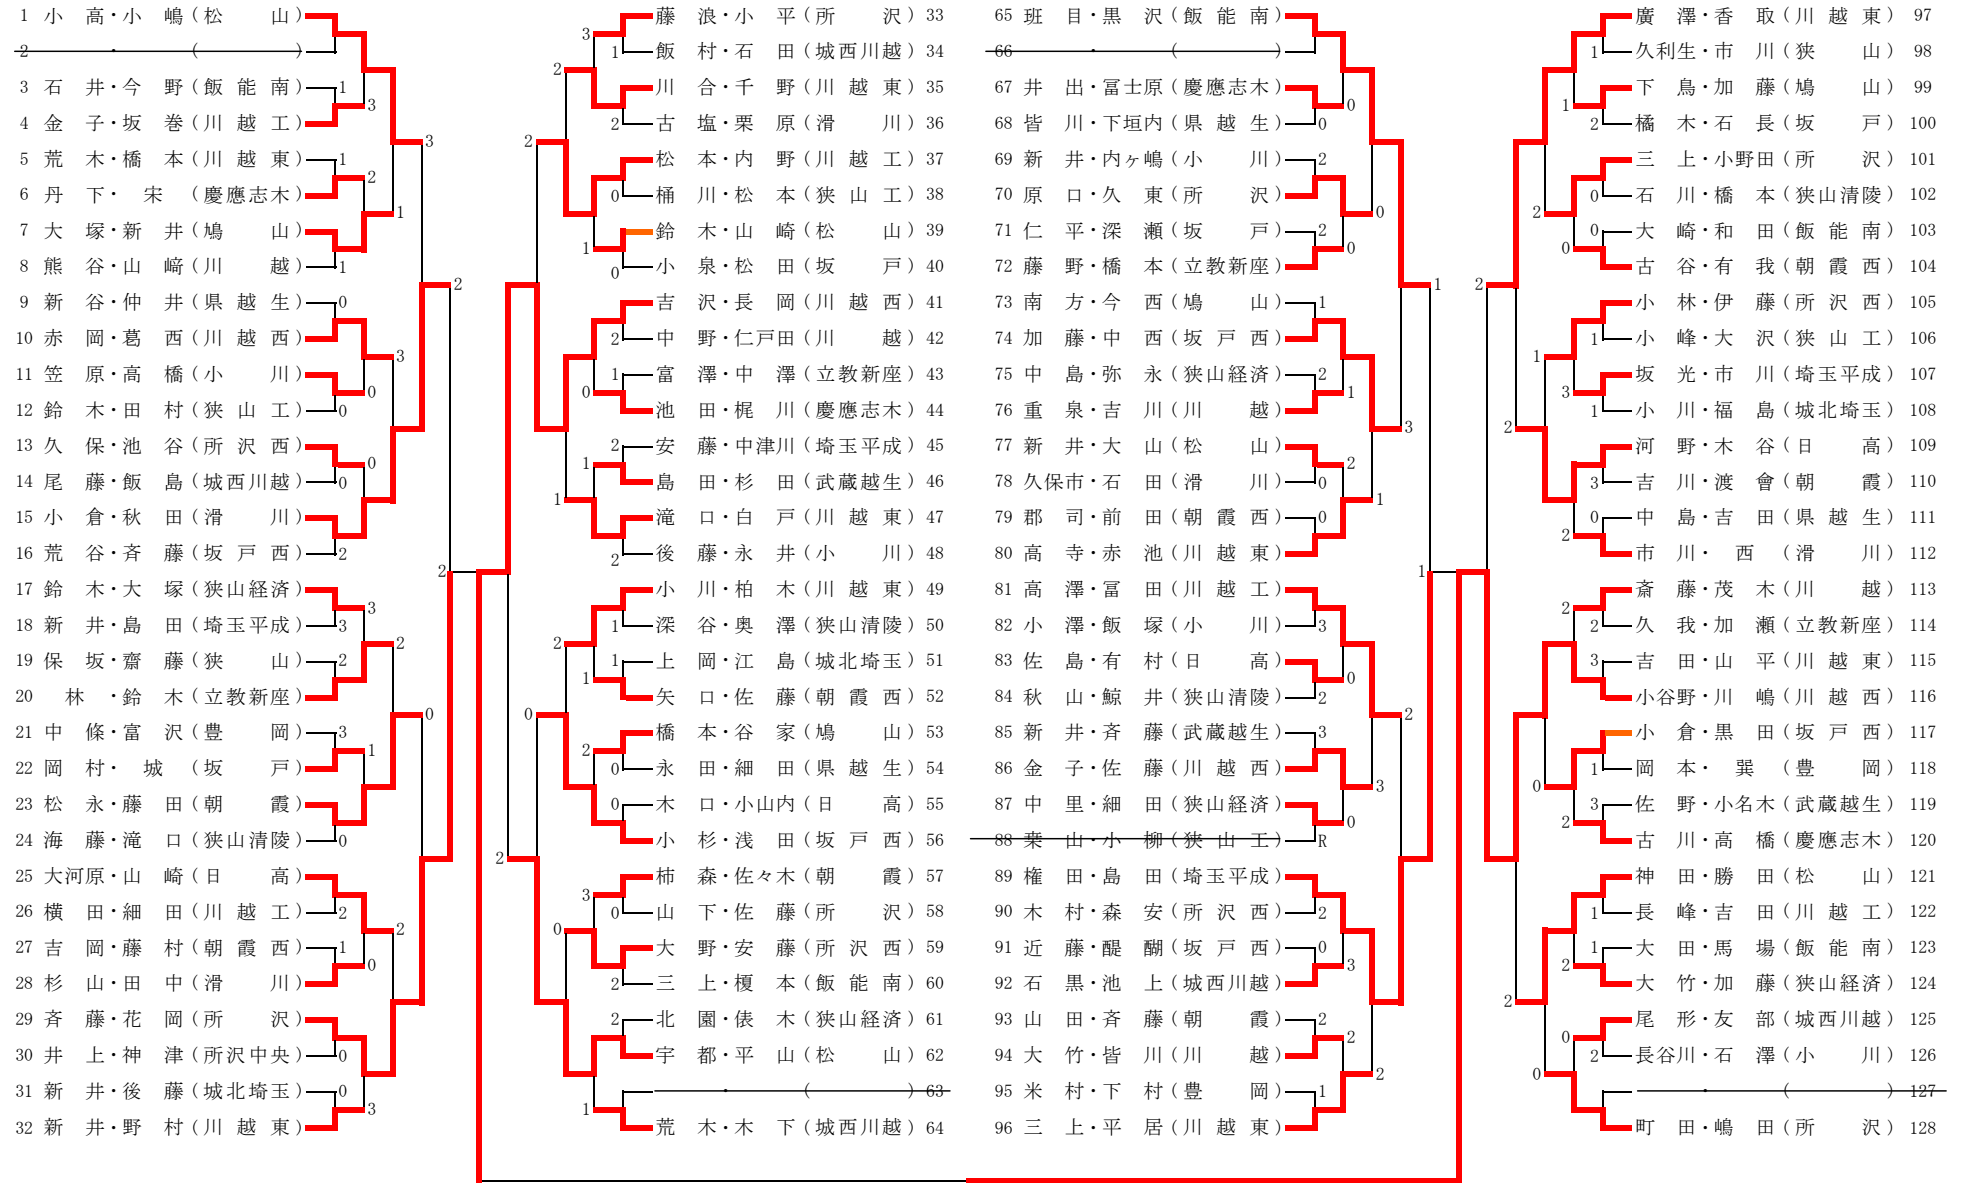 1 小　高・小　嶋(松　　山)
2 　　・　　(　　　　)
3 石　井・今　野(飯 能 南)
4 金　子・坂　巻(川 越 工)
5 荒　木・橋　本(川 越 東)
6 丹　下・　宋　(慶應志木)
7 大　塚・新　井(鳩　　山)
8 熊　谷・山　﨑(川　　越)
9 新　谷・仲　井(県 越 生)
10 赤　岡・葛　西(川 越 西)
11 笠　原・高　橋(小　　川)
12 鈴　木・田　村(狭 山 工)
13 久　保・池　谷(所 沢 西)
14 尾　藤・飯　島(城西川越)
15 小　倉・秋　田(滑　　川)
16 荒　谷・斉　藤(坂 戸 西)
17 鈴　木・大　塚(狭山経済)
18 新　井・島　田(埼玉平成)
19 保　坂・齋　藤(狭　　山)
20 　林　・鈴　木(立教新座)
21 中　條・富　沢(豊　　岡)
22 岡　村・　城　(坂　　戸)
23 松　永・藤　田(朝　　霞)
24 海　藤・滝　口(狭山清陵)
25 大河原・山　崎(日　　高)
26 横　田・細　田(川 越 工)
27 吉　岡・藤　村(朝 霞 西)
28 杉　山・田　中(滑　　川)
29 斉　藤・花　岡(所　　沢)
30 井　上・神　津(所沢中央)
31 新　井・後　藤(城北埼玉)
32 新　井・野　村(川 越 東)
藤　浪・小　平(所　　沢) 33
飯　村・石　田(城西川越) 34
川　合・千　野(川 越 東) 35
古　塩・栗　原(滑　　川) 36
松　本・内　野(川 越 工) 37
桶　川・松　本(狭 山 工) 38
鈴　木・山　崎(松　　山) 39
小　泉・松　田(坂　　戸) 40
吉　沢・長　岡(川 越 西) 41
中　野・仁戸田(川　　越) 42
富　澤・中　澤(立教新座) 43
池　田・梶　川(慶應志木) 44
安　藤・中津川(埼玉平成) 45
島　田・杉　田(武蔵越生) 46
滝　口・白　戸(川 越 東) 47
後　藤・永　井(小　　川) 48
小　川・柏　木(川 越 東) 49
深　谷・奥　澤(狭山清陵) 50
上　岡・江　島(城北埼玉) 51
矢　口・佐　藤(朝 霞 西) 52
橋　本・谷　家(鳩　　山) 53
永　田・細　田(県 越 生) 54
木　口・小山内(日　　高) 55
小　杉・浅　田(坂 戸 西) 56
柿　森・佐々木(朝　　霞) 57
山　下・佐　藤(所　　沢) 58
大　野・安　藤(所 沢 西) 59
三　上・榎　本(飯 能 南) 60
北　園・俵　木(狭山経済) 61
宇　都・平　山(松　　山) 62
　　・　　(　　　　) 63
荒　木・木　下(城西川越) 64
65 班　目・黒　沢(飯 能 南)
66 　　・　　(　　　　)
67 井　出・冨士原(慶應志木)
68 皆　川・下垣内(県 越 生)
69 新　井・内ヶ嶋(小　　川)
70 原　口・久　東(所　　沢)
71 仁　平・深　瀬(坂　　戸)
72 藤　野・橋　本(立教新座)
73 南　方・今　西(鳩　　山)
74 加　藤・中　西(坂 戸 西)
75 中　島・弥　永(狭山経済)
76 重　泉・吉　川(川　　越)
77 新　井・大　山(松　　山)
78 久保市・石　田(滑　　川)
79 郡　司・前　田(朝 霞 西)
80 高　寺・赤　池(川 越 東)
81 高　澤・冨　田(川 越 工)
82 小　澤・飯　塚(小　　川)
83 佐　島・有　村(日　　高)
84 秋　山・鯨　井(狭山清陵)
85 新　井・斉　藤(武蔵越生)
86 金　子・佐　藤(川 越 西)
87 中　里・細　田(狭山経済)
88 　山・小　柳(狭 山 工) R
89 権　田・島　田(埼玉平成)
90 木　村・森　安(所 沢 西)
91 近　藤・醍　醐(坂 戸 西)
92 石　黒・池　上(城西川越)
93 山　田・斉　藤(朝　　霞)
94 大　竹・皆　川(川　　越)
95 米　村・下　村(豊　　岡)
96 三　上・平　居(川 越 東)
廣　澤・香　取(川 越 東) 97
久利生・市　川(狭　　山) 98
下　鳥・加　藤(鳩　　山) 99
橘　木・石　長(坂　　戸) 100
三　上・小野田(所　　沢) 101
石　川・橋　本(狭山清陵) 102
大　崎・和　田(飯 能 南) 103
古　谷・有　我(朝 霞 西) 104
小　林・伊　藤(所 沢 西) 105
小　峰・大　沢(狭 山 工) 106
坂　光・市　川(埼玉平成) 107
小　川・福　島(城北埼玉) 108
河　野・木　谷(日　　高) 109
吉　川・渡　會(朝　　霞) 110
中　島・吉　田(県 越 生) 111
市　川・　西　(滑　　川) 112
斎　藤・茂　木(川　　越) 113
久　我・加　瀬(立教新座) 114
吉　田・山　平(川 越 東) 115
小谷野・川　嶋(川 越 西) 116
小　倉・黒　田(坂 戸 西) 117
岡　本・　巽　(豊　　岡) 118
佐　野・小名木(武蔵越生) 119
古　川・高　橋(慶應志木) 120
神　田・勝　田(松　　山) 121
長　峰・吉　田(川 越 工) 122
大　田・馬　場(飯 能 南) 123
大　竹・加　藤(狭山経済) 124
尾　形・友　部(城西川越) 125
長谷川・石　澤(小　　川) 126
　　・　　(　　　　) 127
町　田・嶋　田(所　　沢) 128